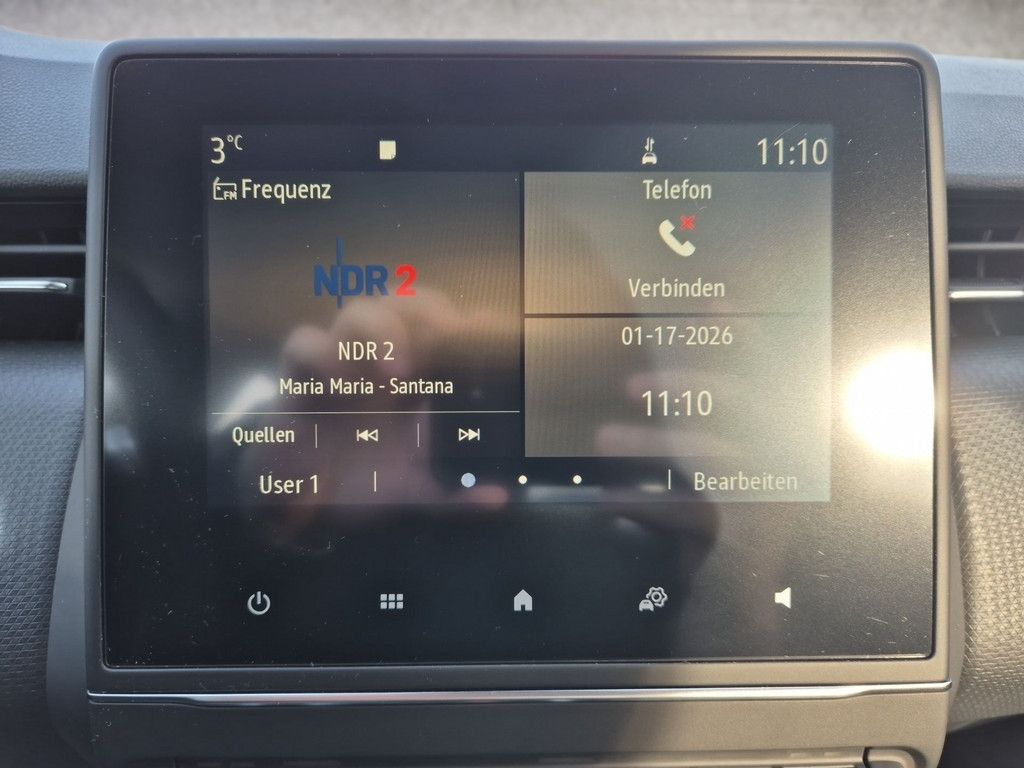 3°C
11:10
FM Frequenz
NDR 2
NDR 2
Maria Maria - Santana
Quellen
User 1
Telefon
Verbinden
01-17-2026
11:10
Bearbeiten